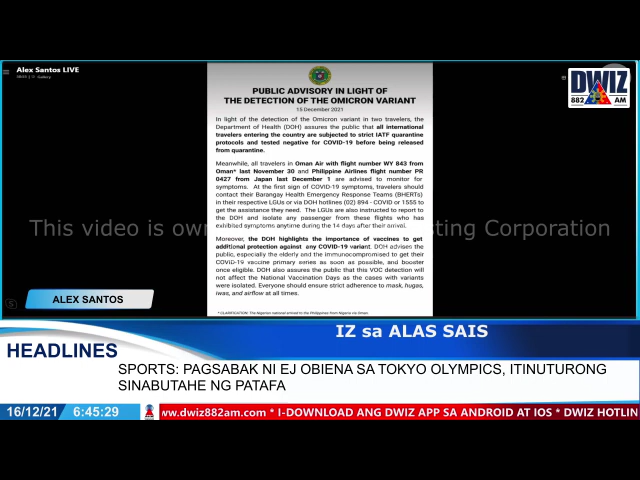 Alex Santos LIVE
DWIZ
882 AM
PUBLIC ADVISORY IN LIGHT OF
THE DETECTION OF THE OMICRON VARIANT
15 December 2021
In light of the detection of the Omicron variant in two travelers, the
Department of Health (DOH) assures the public that all international
travelers entering the country are subjected to strict IATF quarantine
protocols and tested negative for COVID-19 before being released
from quarantine.
Meanwhile, all travelers in Oman Air with flight number WY 843 from
Oman* last November 30 and Philippine Airlines flight number PR
0427 from Japan last December 1 are advised to monitor for
symptoms. At the first sign of COVID-19 symptoms, travelers should
contact their Barangay Health Emergency Response Teams (BHERTs)
in their respective LGUs or via DOH hotlines (02) 894 - COVID or 1555 to
get the assistance they need. The LGUs are also instructed to report to
the DOH and isolate any passenger from these flights who has
exhibited symptoms anytime during the 14 days after their arrival.
This video is ow
ting Corporation
Moreover, the DOH highlights the importance of vaccines to get
additional protection against any COVID-19 variant. DOH advises the
public, especially the elderly and the immunocompromised to get their
COVID-19 vaccine primary series as soon as possible, and booster
once eligible. DOH also assures the public that this VOC detection will
not affect the National Vaccination Days as the cases with variants
were isolated. Everyone should ensure strict adherence to mask, hugas,
iwas, and airflow at all times.
* CLARIFICATION: The Nigerian national arrived to the Philippines from Nigeria via Oman.
ALEX SANTOS
IZ sa ALAS SAIS
HEADLINES
SPORTS: PAGSABAK NI EJ OBIENA SA TOKYO OLYMPICS, ITINUTURONG
SINABUTAHE NG PATAFA
16/12/21 6:45:29 www.dwiz882am.com * I-DOWNLOAD ANG DWIZ APP SA ANDROID AT IOS * DWIZ HOTLIN